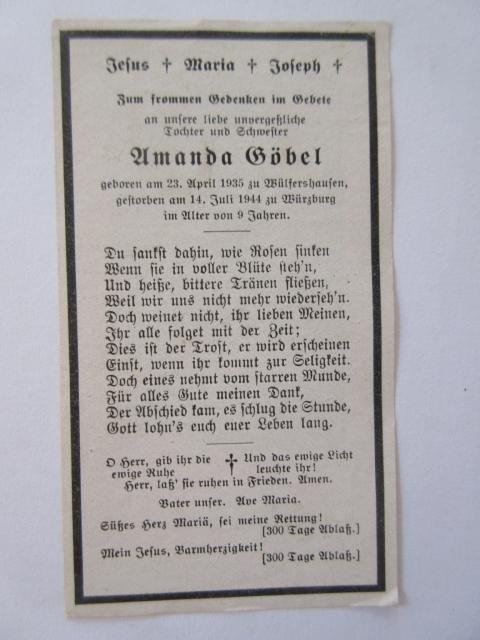 Jesus † Maria † Joseph †
Zum frommen Gedenken im Gebete
an unsere liebe unvergeßliche
Tochter und Schwester
Amanda Göbel
geboren am 23. April 1935 zu Wülfershausen,
gestorben am 14. Juli 1944 zu Würzburg
im Alter von 9 Jahren.
Du sankst dahin, wie Rosen sinken
Wenn sie in voller Blüte steh'n,
Und heiße, bittere Tränen fließen,
Weil wir uns nicht mehr wiederseh'n.
Doch weinet nicht, ihr lieben Meinen,
Ihr alle folget mit der Zeit;
Dies ist der Trost, er wird erscheinen
Einst, wenn ihr kommt zur Seligkeit.
Doch eines nehmt vom starren Munde,
Für alles Gute meinen Dank,
Der Abschied kam, es schlug die Stunde,
Gott lohn's euch euer Leben lang.
O Herr, gib ihr die ewige Ruhe † Und das ewige Licht leuchte ihr!
Herr, laß' sie ruhen in Frieden. Amen.
Vater unser. Ave Maria.
Süßes Herz Mariä, sei meine Rettung!
[300 Tage Ablaß.]
Mein Jesus, Barmherzigkeit!
[300 Tage Ablaß.]